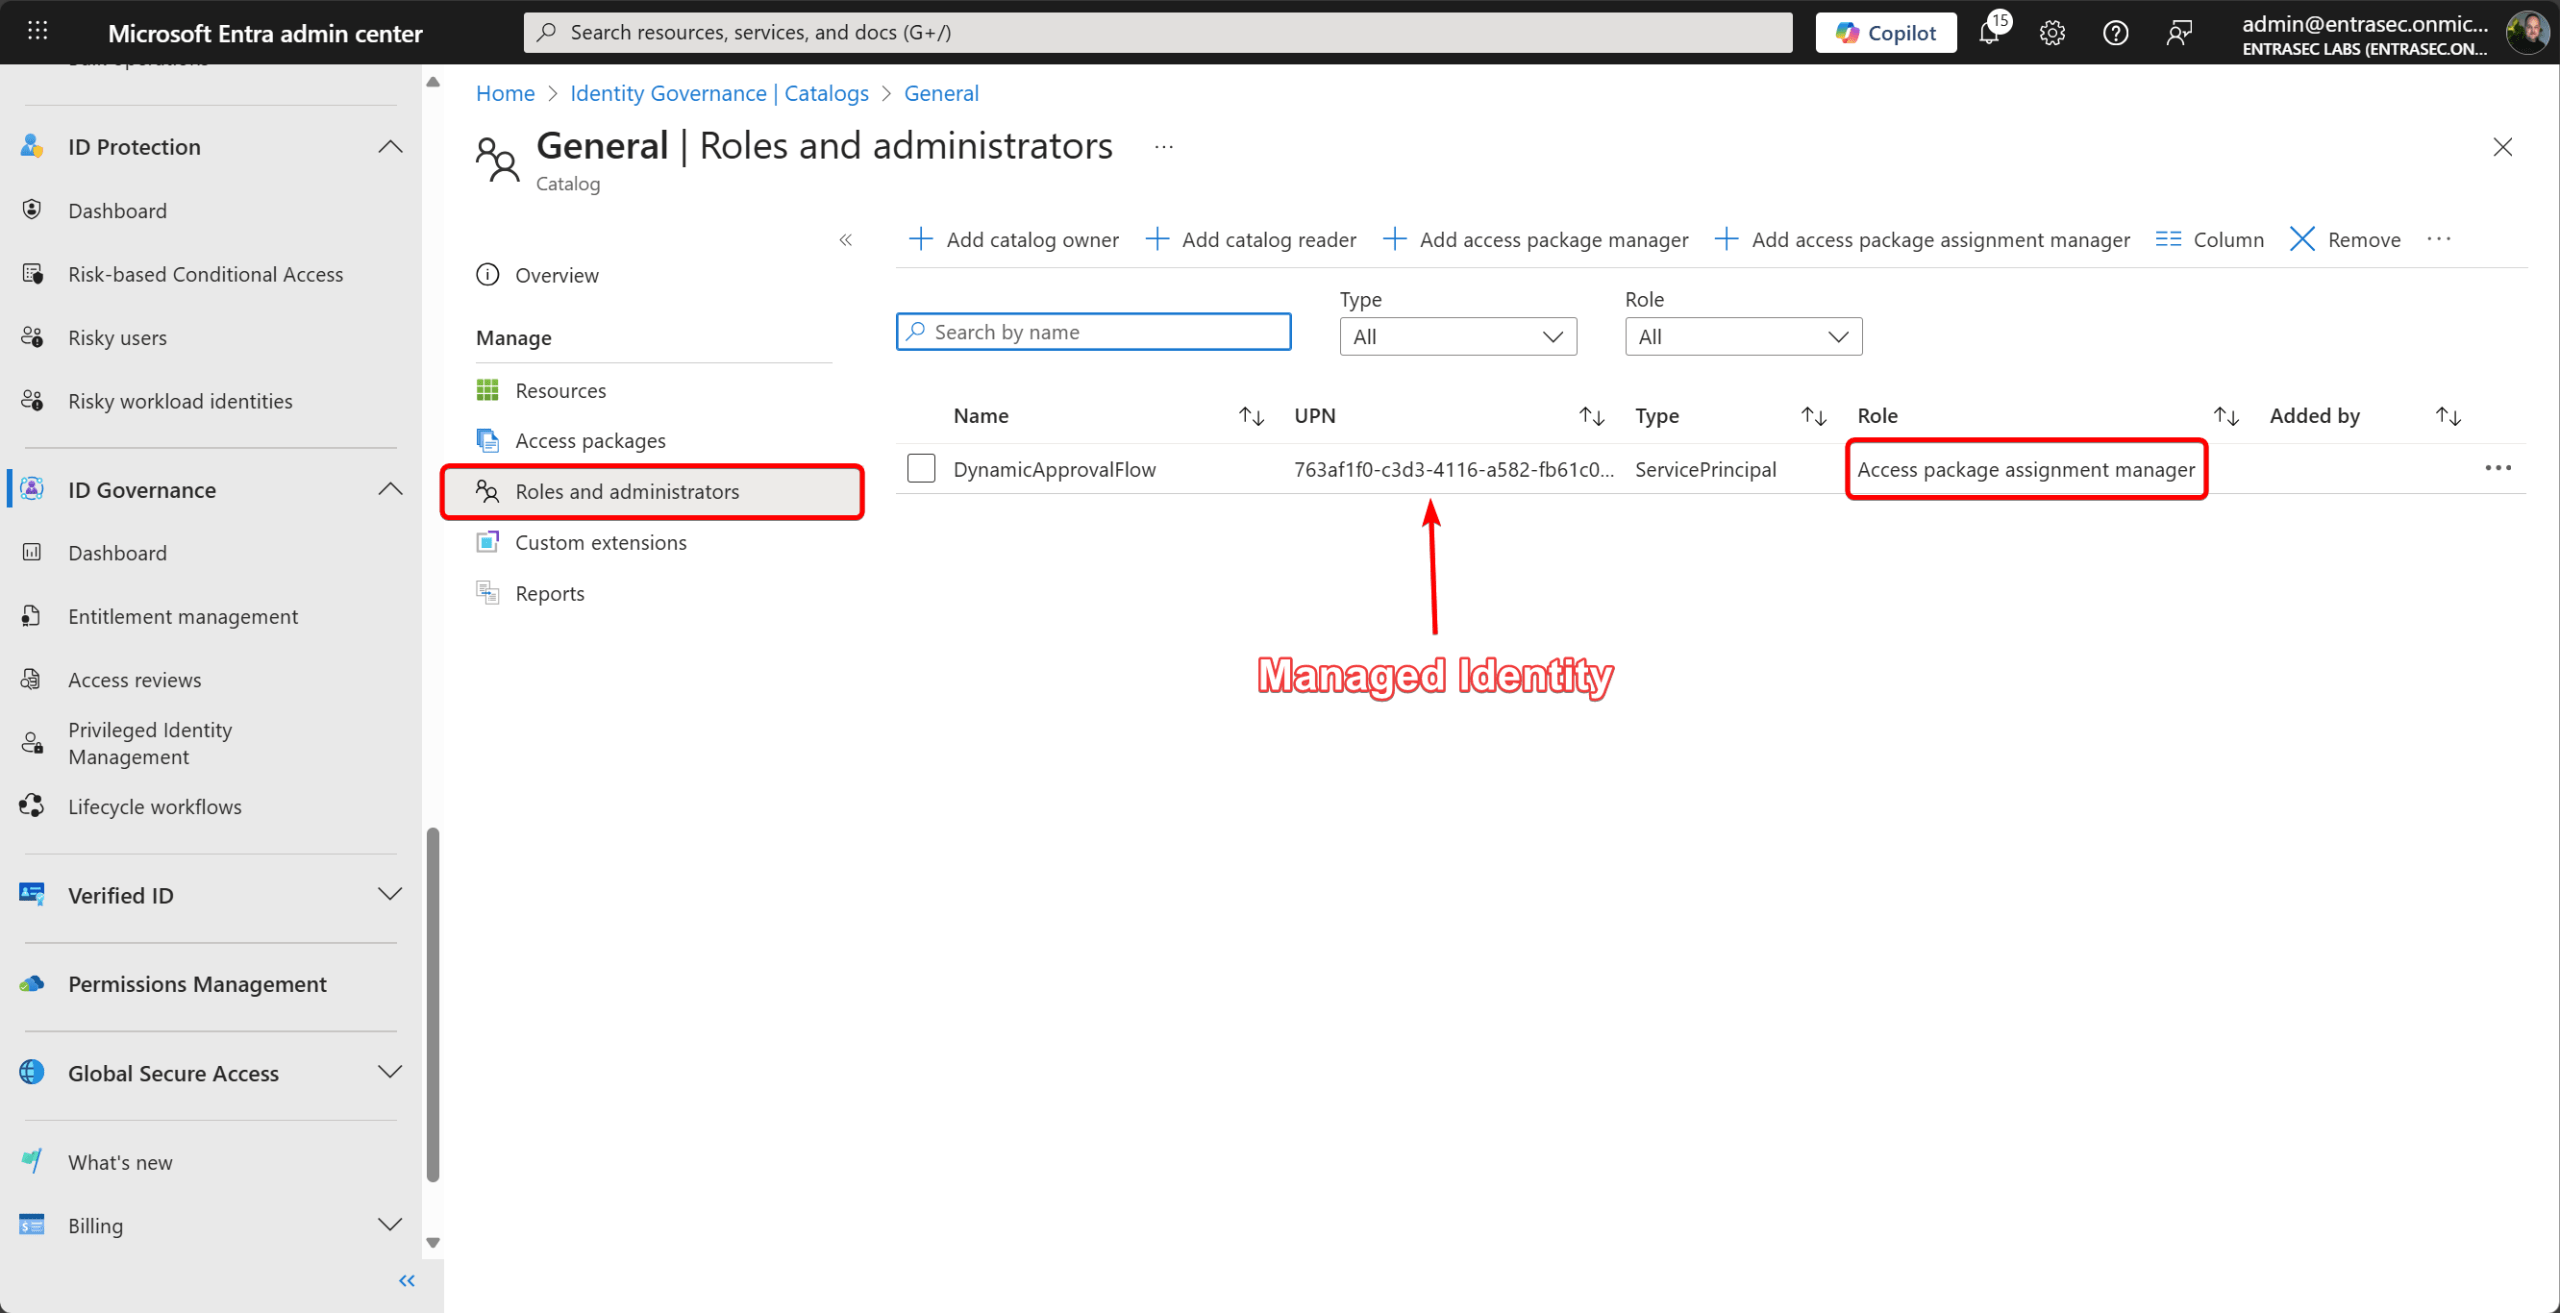 Microsoft Entra admin center
Search resources, services, and docs (G+/)
Copilot
15
admin@entrasec.onmic...
ENTRASEC LABS (ENTRASEC.ON...
ID Protection
Dashboard
Risk-based Conditional Access
Risky users
Risky workload identities
ID Governance
Dashboard
Entitlement management
Access reviews
Privileged Identity
Management
Lifecycle workflows
Verified ID
Permissions Management
Global Secure Access
What's new
Billing
Home > Identity Governance | Catalogs > General
General | Roles and administrators ...
Catalog
Overview
Manage
Resources
Access packages
Roles and administrators
Custom extensions
Reports
Add catalog owner Add catalog reader Add access package manager Add access package assignment manager Column Remove ...
Search by name
Type
All
Role
All
Name UPN Type Role Added by
DynamicApprovalFlow 763af1f0-c3d3-4116-a582-fb61c0... ServicePrincipal Access package assignment manager ...
Managed Identity